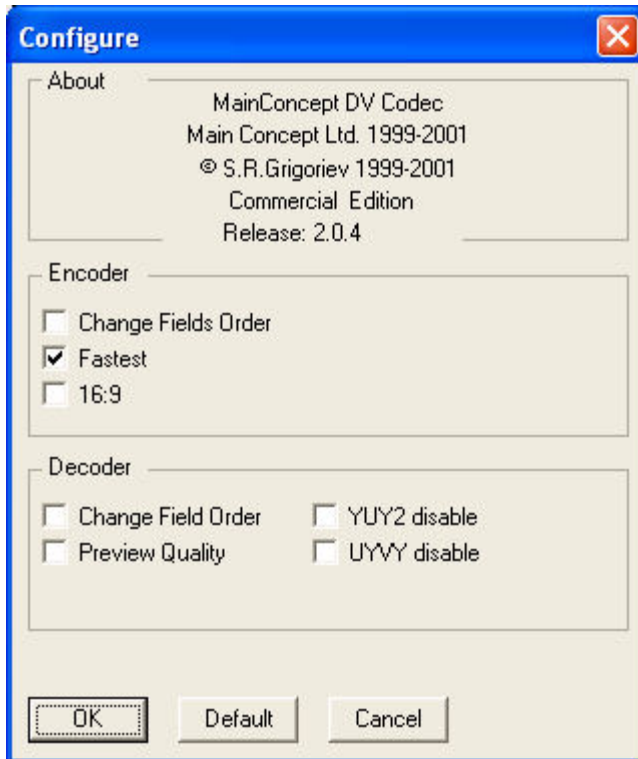 Configure
About
MainConcept DV Codec
Main Concept Ltd. 1999-2001
© S.R.Grigoriev 1999-2001
Commercial Edition
Release: 2.0.4
Encoder
Change Fields Order
Fastest
16:9
Decoder
Change Field Order YUY2 disable
Preview Quality UYVY disable
OK Default Cancel